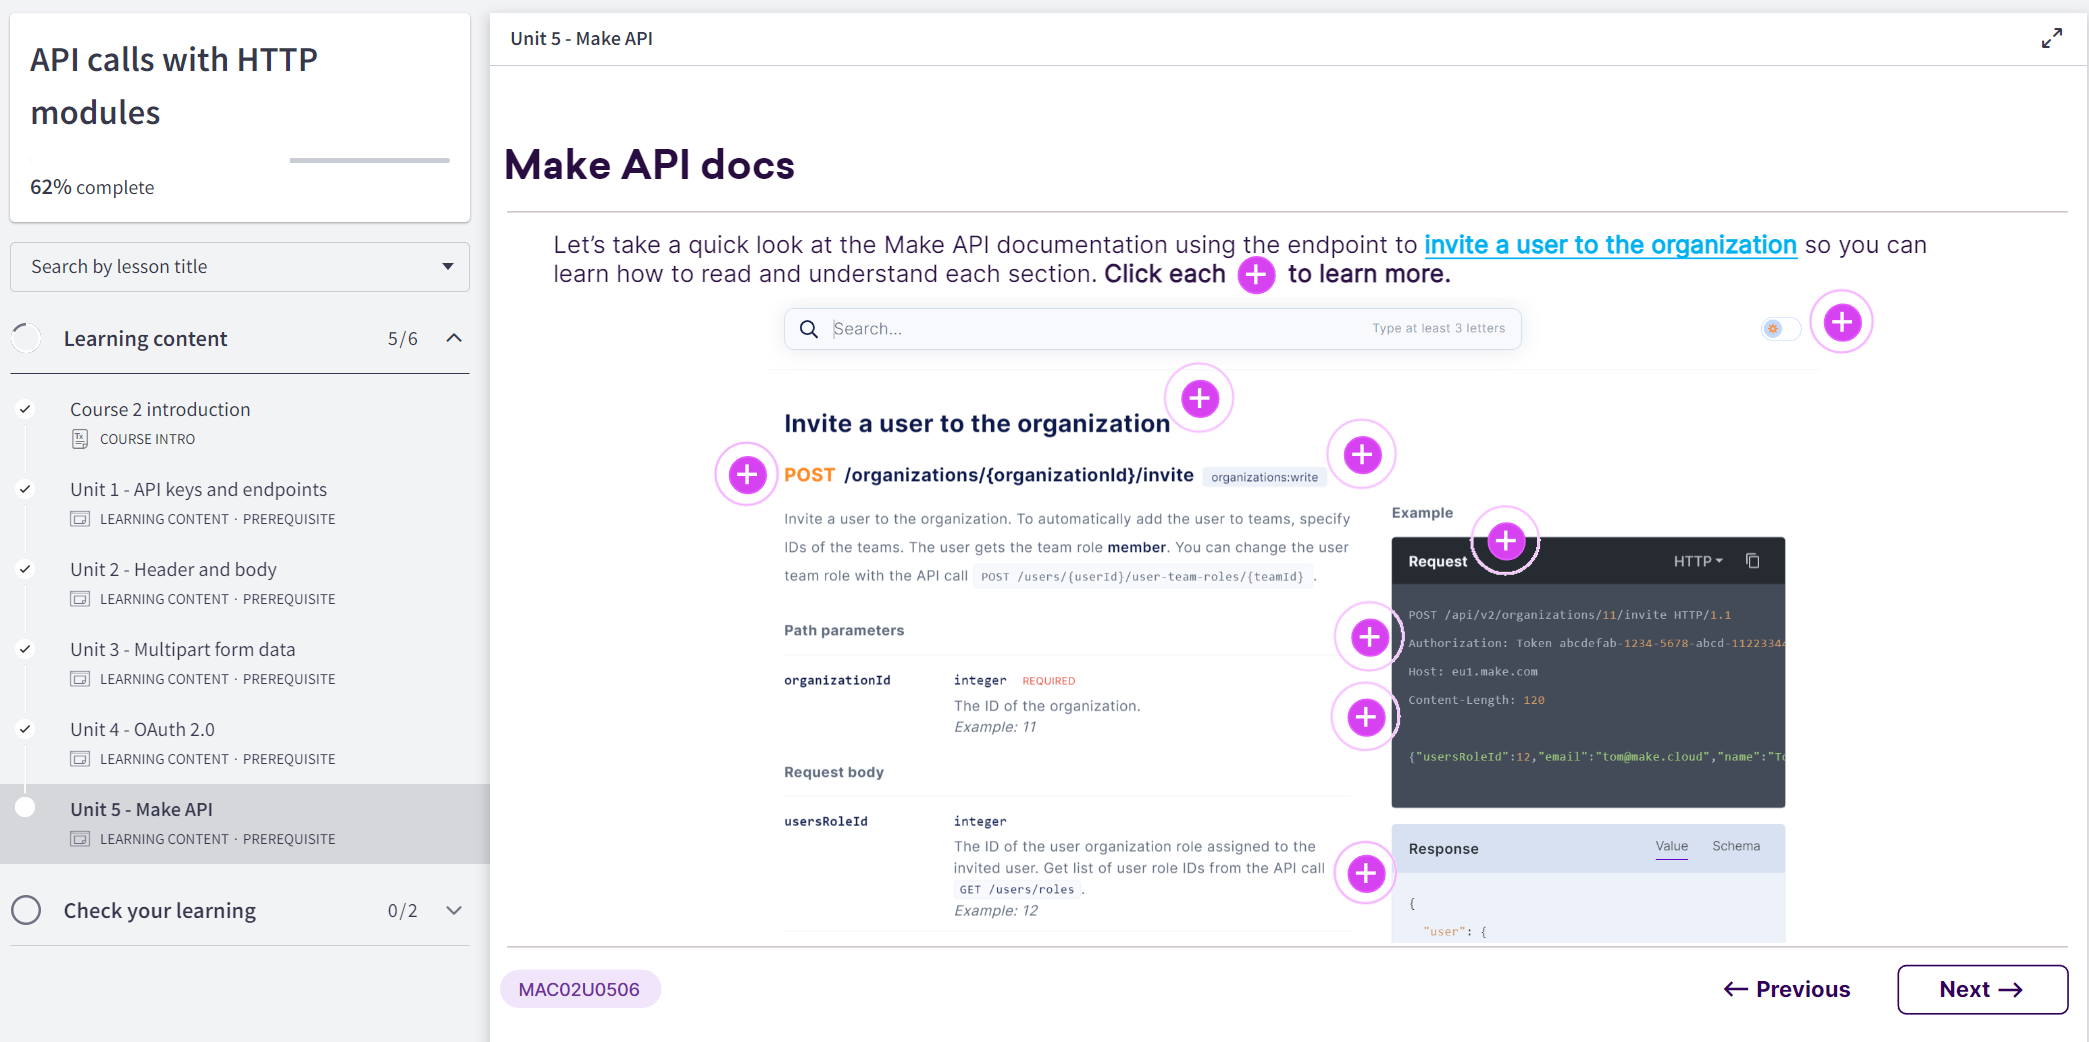 API calls with HTTP
modules
62% complete
Search by lesson title
Learning content 5/6
Course 2 introduction
COURSE INTRO
Unit 1 - API keys and endpoints
LEARNING CONTENT · PREREQUISITE
Unit 2 - Header and body
LEARNING CONTENT · PREREQUISITE
Unit 3 - Multipart form data
LEARNING CONTENT · PREREQUISITE
Unit 4 - OAuth 2.0
LEARNING CONTENT · PREREQUISITE
Unit 5 - Make API
LEARNING CONTENT · PREREQUISITE
Check your learning 0/2
Unit 5 - Make API
Make API docs
Let's take a quick look at the Make API documentation using the endpoint to invite a user to the organization so you can
learn how to read and understand each section. Click each + to learn more.
Search... Type at least 3 letters
Invite a user to the organization
POST /organizations/{organizationId}/invite organizations:write
Invite a user to the organization. To automatically add the user to teams, specify
IDs of the teams. The user gets the team role member. You can change the user
team role with the API call POST /users/{userId}/user-team-roles/{teamId} .
Path parameters
organizationId integer REQUIRED
The ID of the organization.
Example: 11
Request body
usersRoleId integer
The ID of the user organization role assigned to the
invited user. Get list of user role IDs from the API call
GET /users/roles .
Example: 12
Example
Request HTTP
POST /api/v2/organizations/11/invite HTTP/1.1
Authorization: Token abcdefab-1234-5678-abcd-11223344
Host: eu1.make.com
Content-Length: 120
{"usersRoleId":12,"email":"tom@make.cloud","name":"To
Response Value Schema
{
"user": {
MAC02U0506
← Previous
Next →